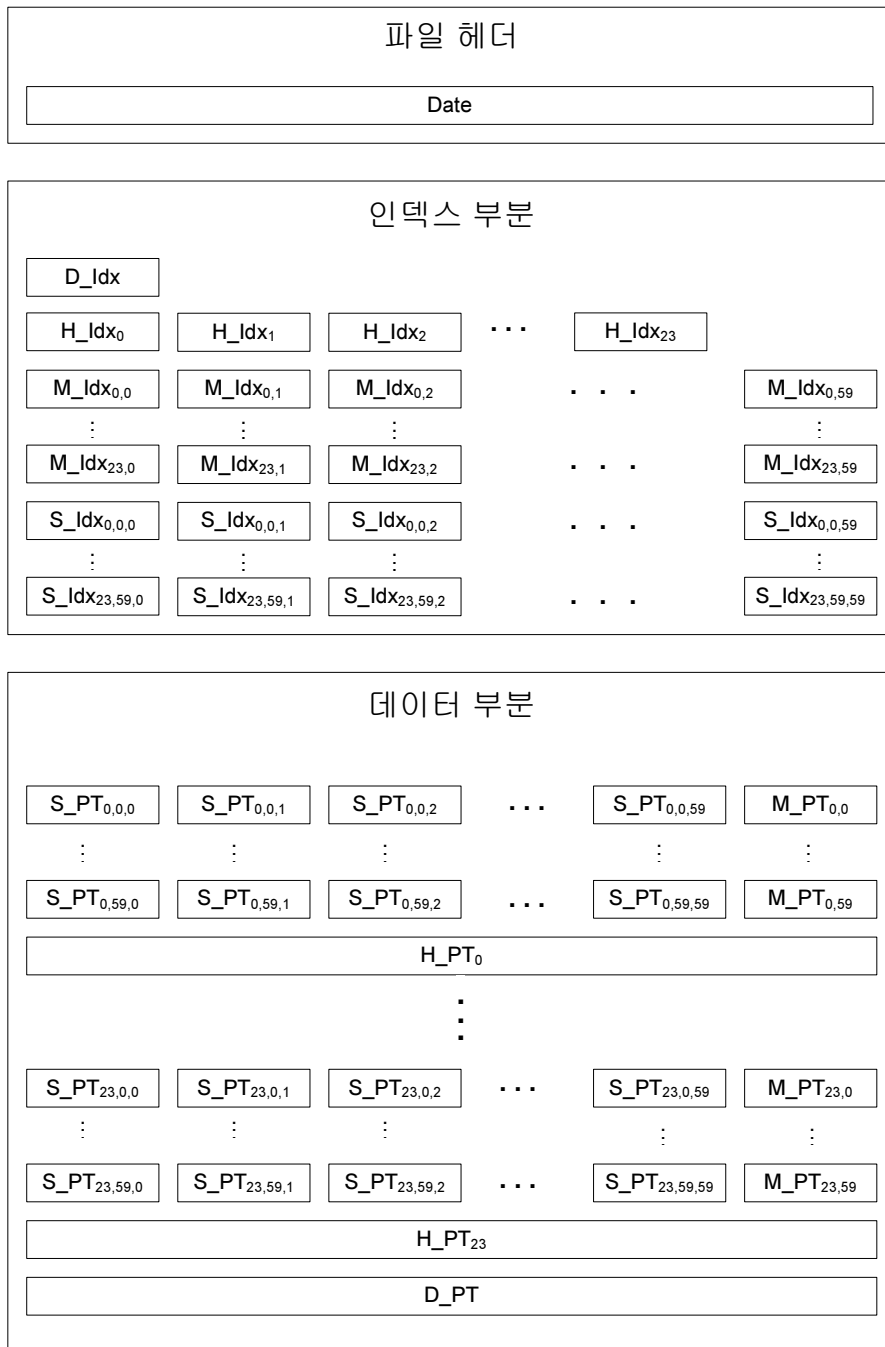 파일 헤더
Date
인덱스 부분
D_Idx
H_Idx0 H_Idx1 H_Idx2 ... H_Idx23
M_Idx0,0 M_Idx0,1 M_Idx0,2 . . . M_Idx0,59
⋮ ⋮ ⋮ ⋮
M_Idx23,0 M_Idx23,1 M_Idx23,2 . . . M_Idx23,59
S_Idx0,0,0 S_Idx0,0,1 S_Idx0,0,2 . . . S_Idx0,0,59
⋮ ⋮ ⋮ ⋮
S_Idx23,59,0 S_Idx23,59,1 S_Idx23,59,2 . . . S_Idx23,59,59
데이터 부분
S_PT0,0,0 S_PT0,0,1 S_PT0,0,2 ... S_PT0,0,59 M_PT0,0
⋮ ⋮ ⋮ ⋮ ⋮
S_PT0,59,0 S_PT0,59,1 S_PT0,59,2 ... S_PT0,59,59 M_PT0,59
H_PT0
⋮
S_PT23,0,0 S_PT23,0,1 S_PT23,0,2 ... S_PT23,0,59 M_PT23,0
⋮ ⋮ ⋮ ⋮ ⋮
S_PT23,59,0 S_PT23,59,1 S_PT23,59,2 ... S_PT23,59,59 M_PT23,59
H_PT23
D_PT